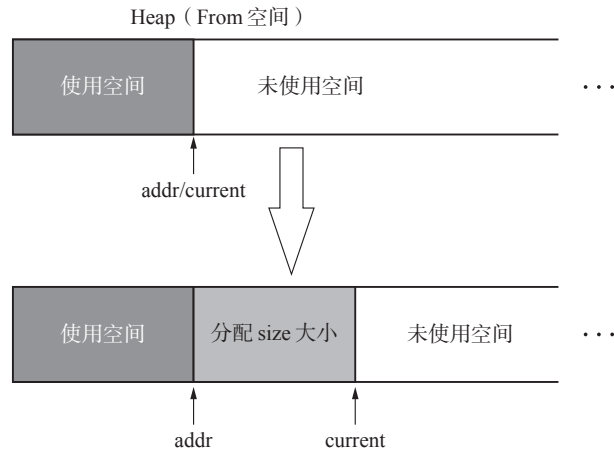 Heap（From 空间）
使用空间 未使用空间 ···
addr/current
使用空间 分配 size 大小 未使用空间 ···
addr current